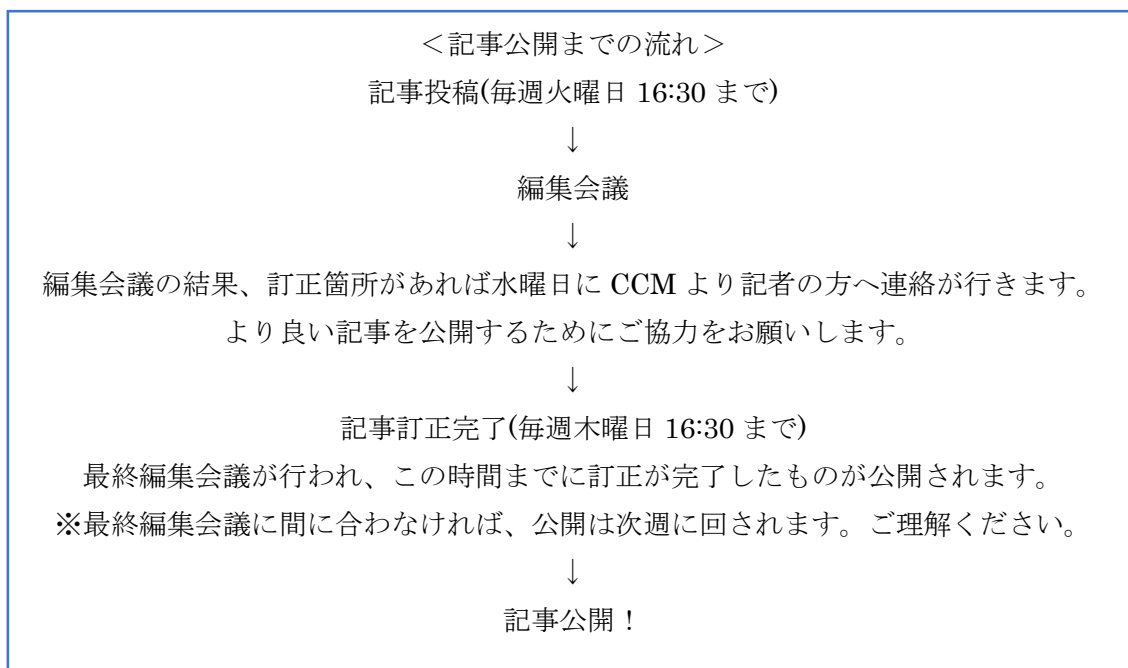 ＜記事公開までの流れ＞
記事投稿(毎週火曜日 16:30 まで)
↓
編集会議
↓
編集会議の結果、訂正箇所があれば水曜日に CCM より記者の方へ連絡が行きます。
より良い記事を公開するためにご協力をお願いします。
↓
記事訂正完了(毎週木曜日 16:30 まで)
最終編集会議が行われ、この時間までに訂正が完了したものが公開されます。
※最終編集会議に間に合わなければ、公開は次週に回されます。ご理解ください。
↓
記事公開！